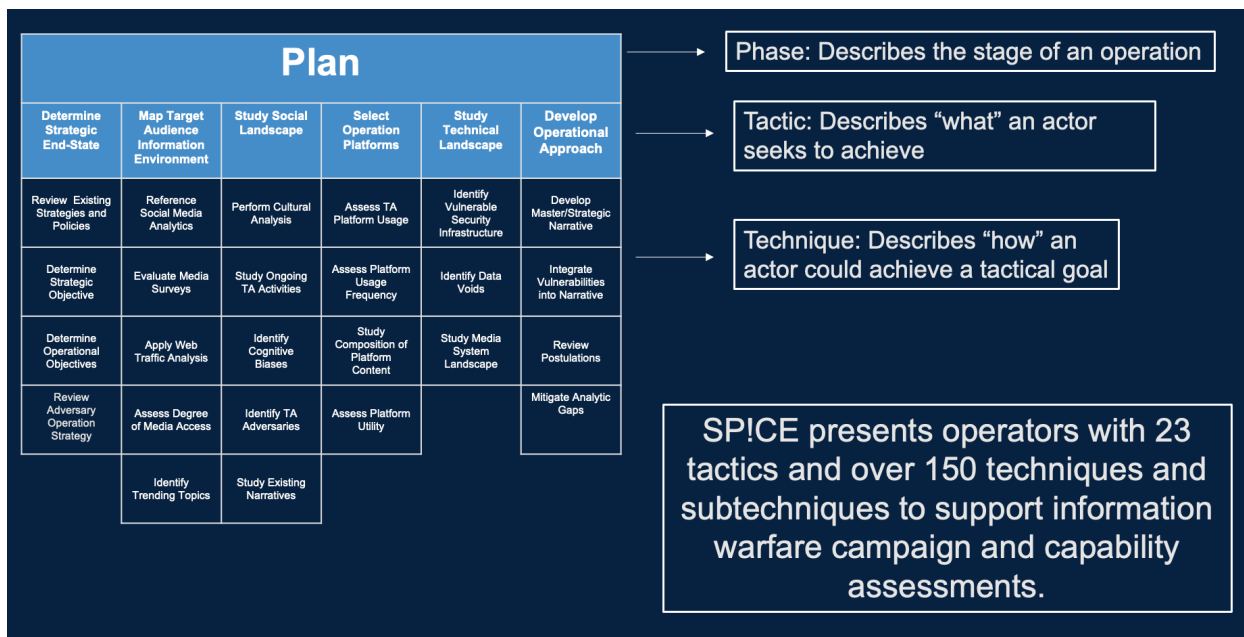 Plan
Phase: Describes the stage of an operation
Determine
Strategic
End-State
Map Target
Audience
Information
Environment
Study Social
Landscape
Select
Operation
Platforms
Study
Technical
Landscape
Develop
Operational
Approach
Tactic: Describes “what” an actor
seeks to achieve
Review Existing
Strategies and
Policies
Reference
Social Media
Analytics
Perform Cultural
Analysis
Assess TA
Platform Usage
Identify
Vulnerable
Security
Infrastructure
Develop
Master/Strategic
Narrative
Technique: Describes “how” an
actor could achieve a tactical goal
Determine
Strategic
Objective
Evaluate Media
Surveys
Study Ongoing
TA Activities
Assess Platform
Usage
Frequency
Identify Data
Voids
Integrate
Vulnerabilities
into Narrative
Determine
Operational
Objectives
Apply Web
Traffic Analysis
Identify
Cognitive
Biases
Study
Composition of
Platform
Content
Study Media
System
Landscape
Review
Postulations
Review
Adversary
Operation
Strategy
Assess Degree
of Media Access
Identify TA
Adversaries
Assess Platform
Utility
Mitigate Analytic
Gaps
Identify
Trending Topics
Study Existing
Narratives
SP!CE presents operators with 23
tactics and over 150 techniques and
subtechniques to support information
warfare campaign and capability
assessments.